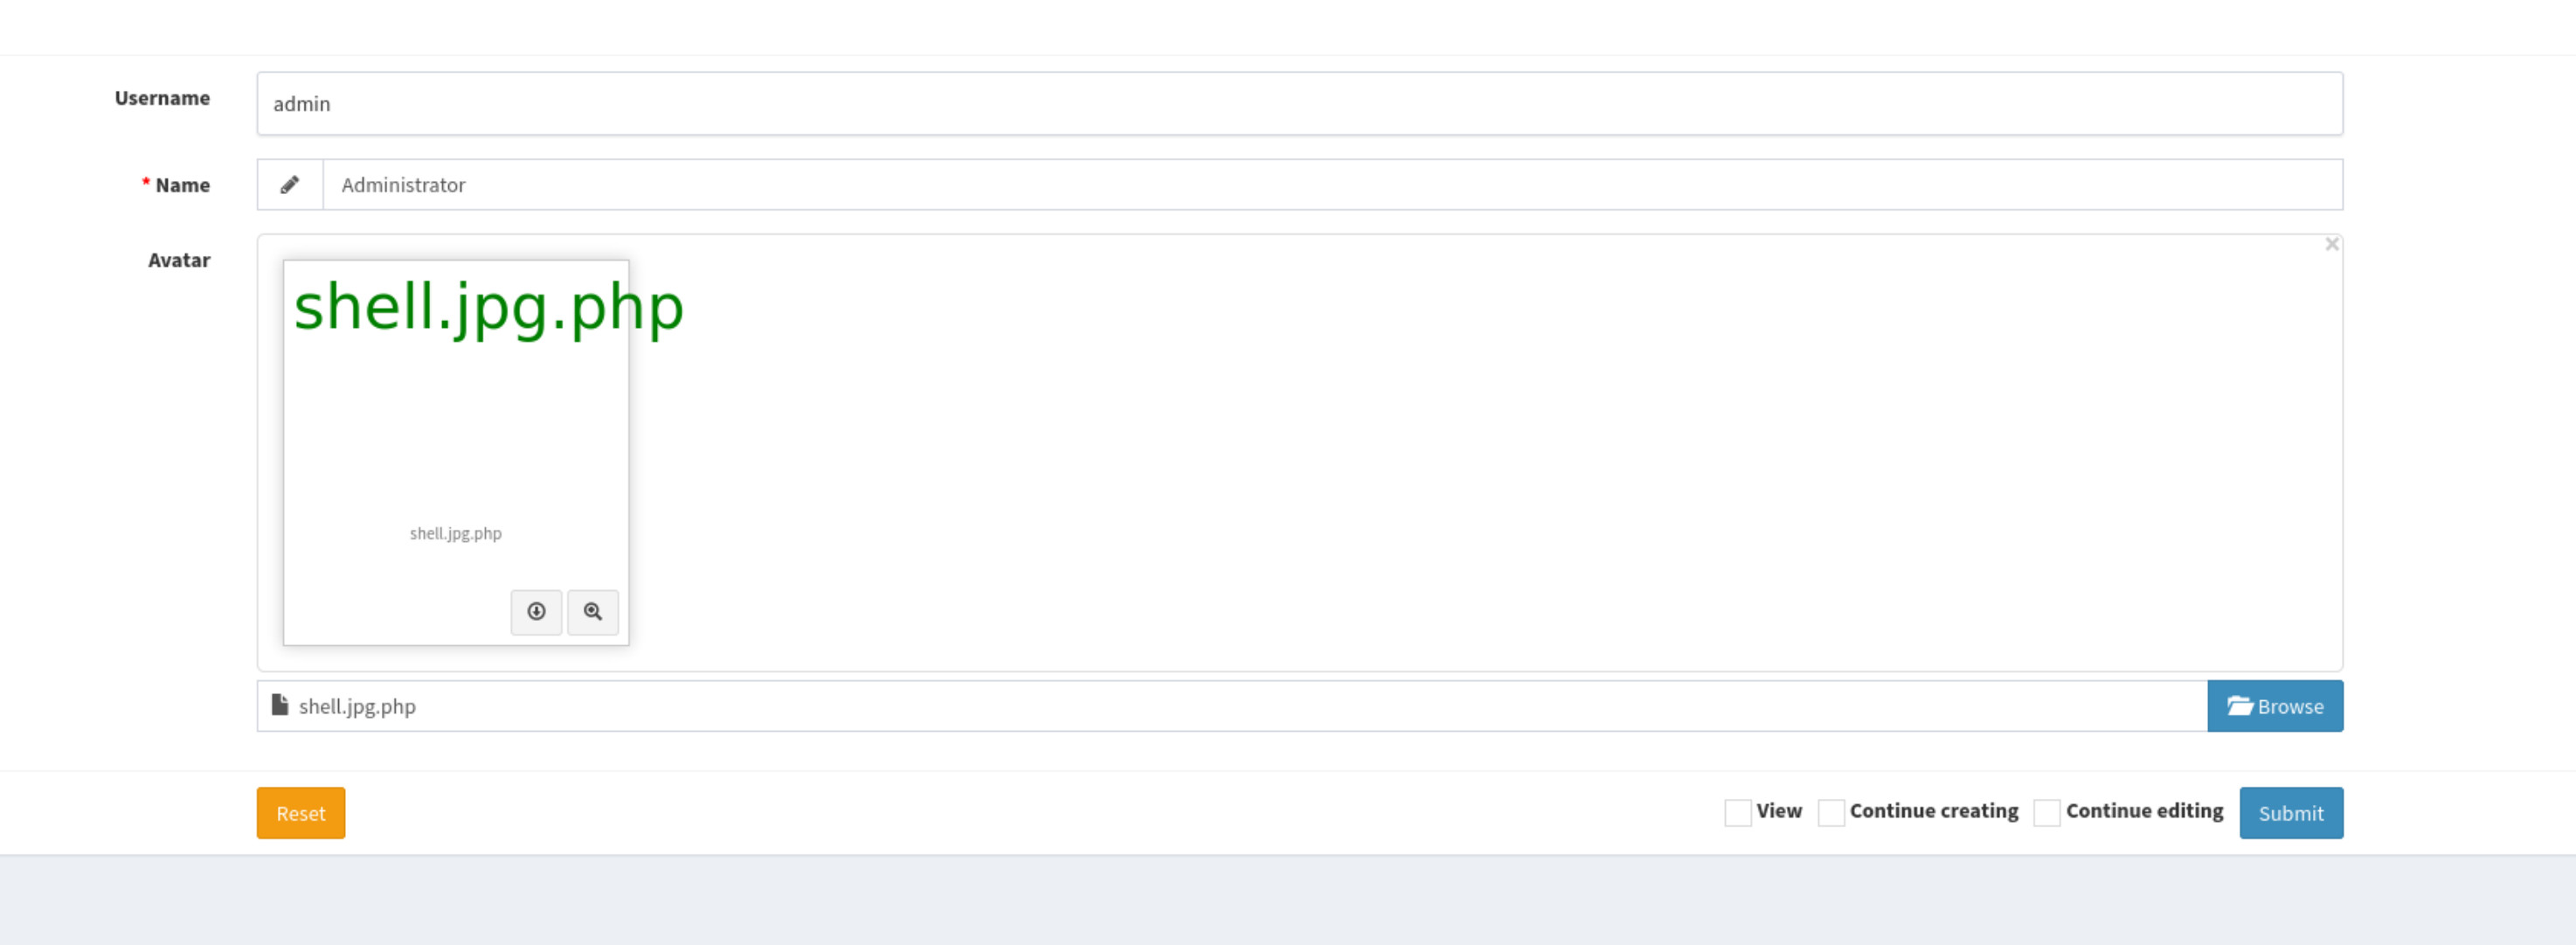 Username
admin
* Name
Administrator
Avatar
×
shell.jpg.php
shell.jpg.php
shell.jpg.php
Browse
Reset
View Continue creating Continue editing Submit